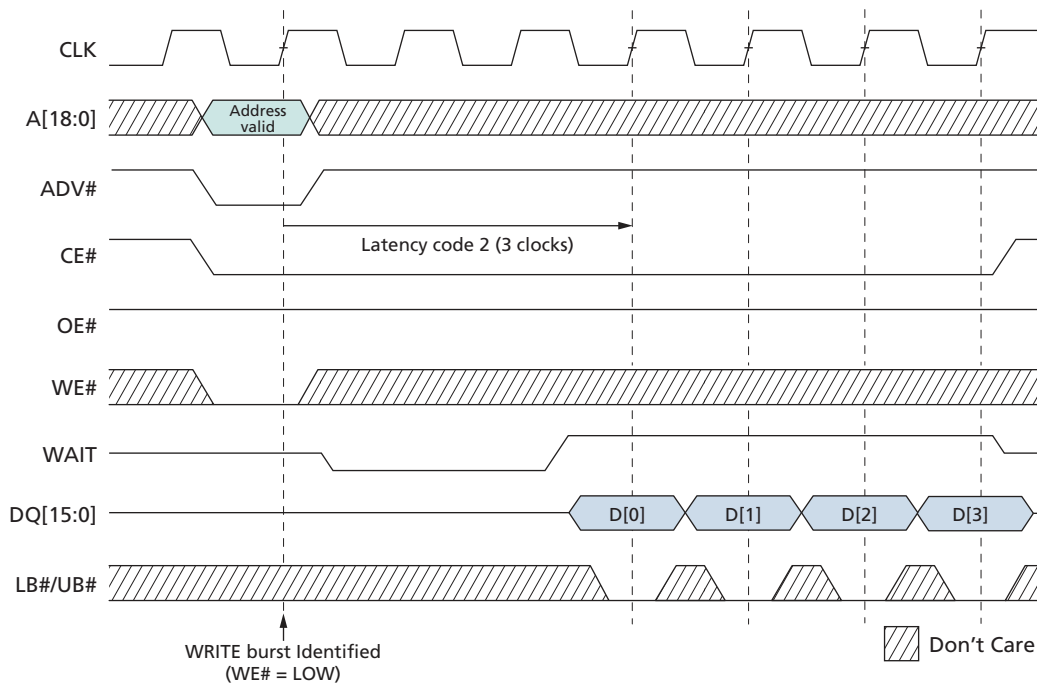 CLK
A[18:0]
Address
valid
ADV#
Latency code 2 (3 clocks)
CE#
OE#
WE#
WAIT
DQ[15:0]
D[0]
D[1]
D[2]
D[3]
LB#/UB#
WRITE burst Identified
(WE# = LOW)
Don't Care